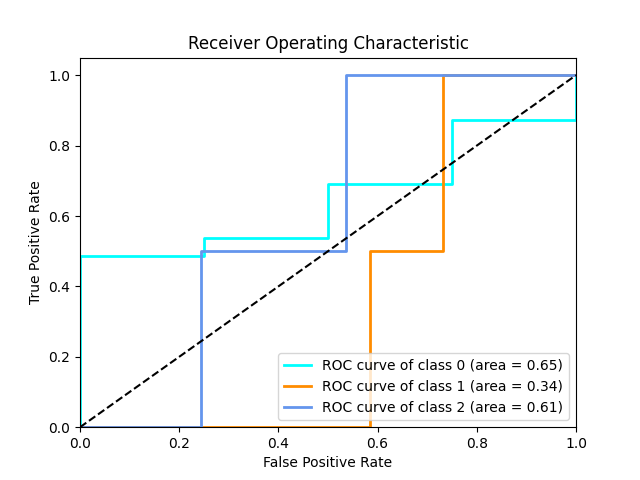 Receiver Operating Characteristic
True Positive Rate
1.0
0.8
0.6
0.4
0.2
0.0
ROC curve of class 0 (area = 0.65)
ROC curve of class 1 (area = 0.34)
ROC curve of class 2 (area = 0.61)
0.0 0.2 0.4 0.6 0.8 1.0
False Positive Rate